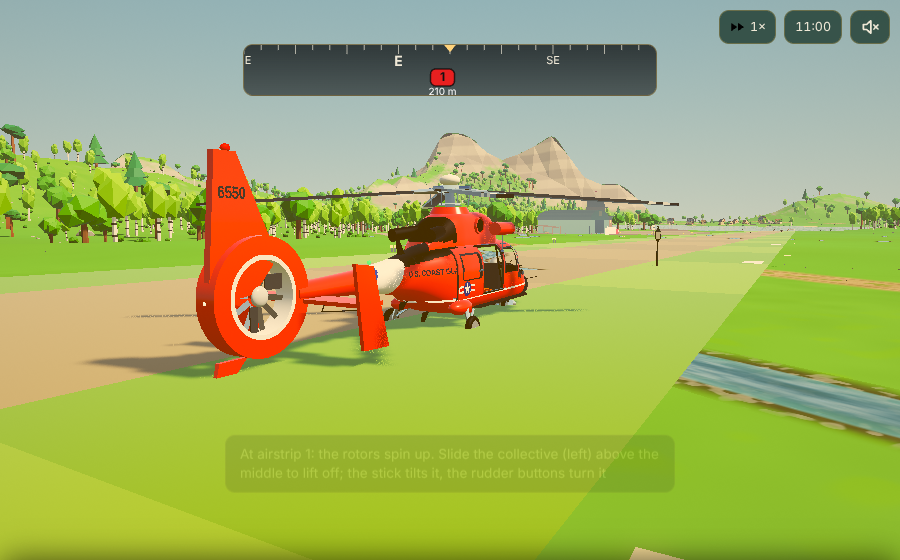 1×
11:00
E
E
SE
1
210 m
6550
U.S. COAST GU
At airstrip 1: the rotors spin up. Slide the collective (left) above the
middle to lift off; the stick tilts it, the rudder buttons turn it